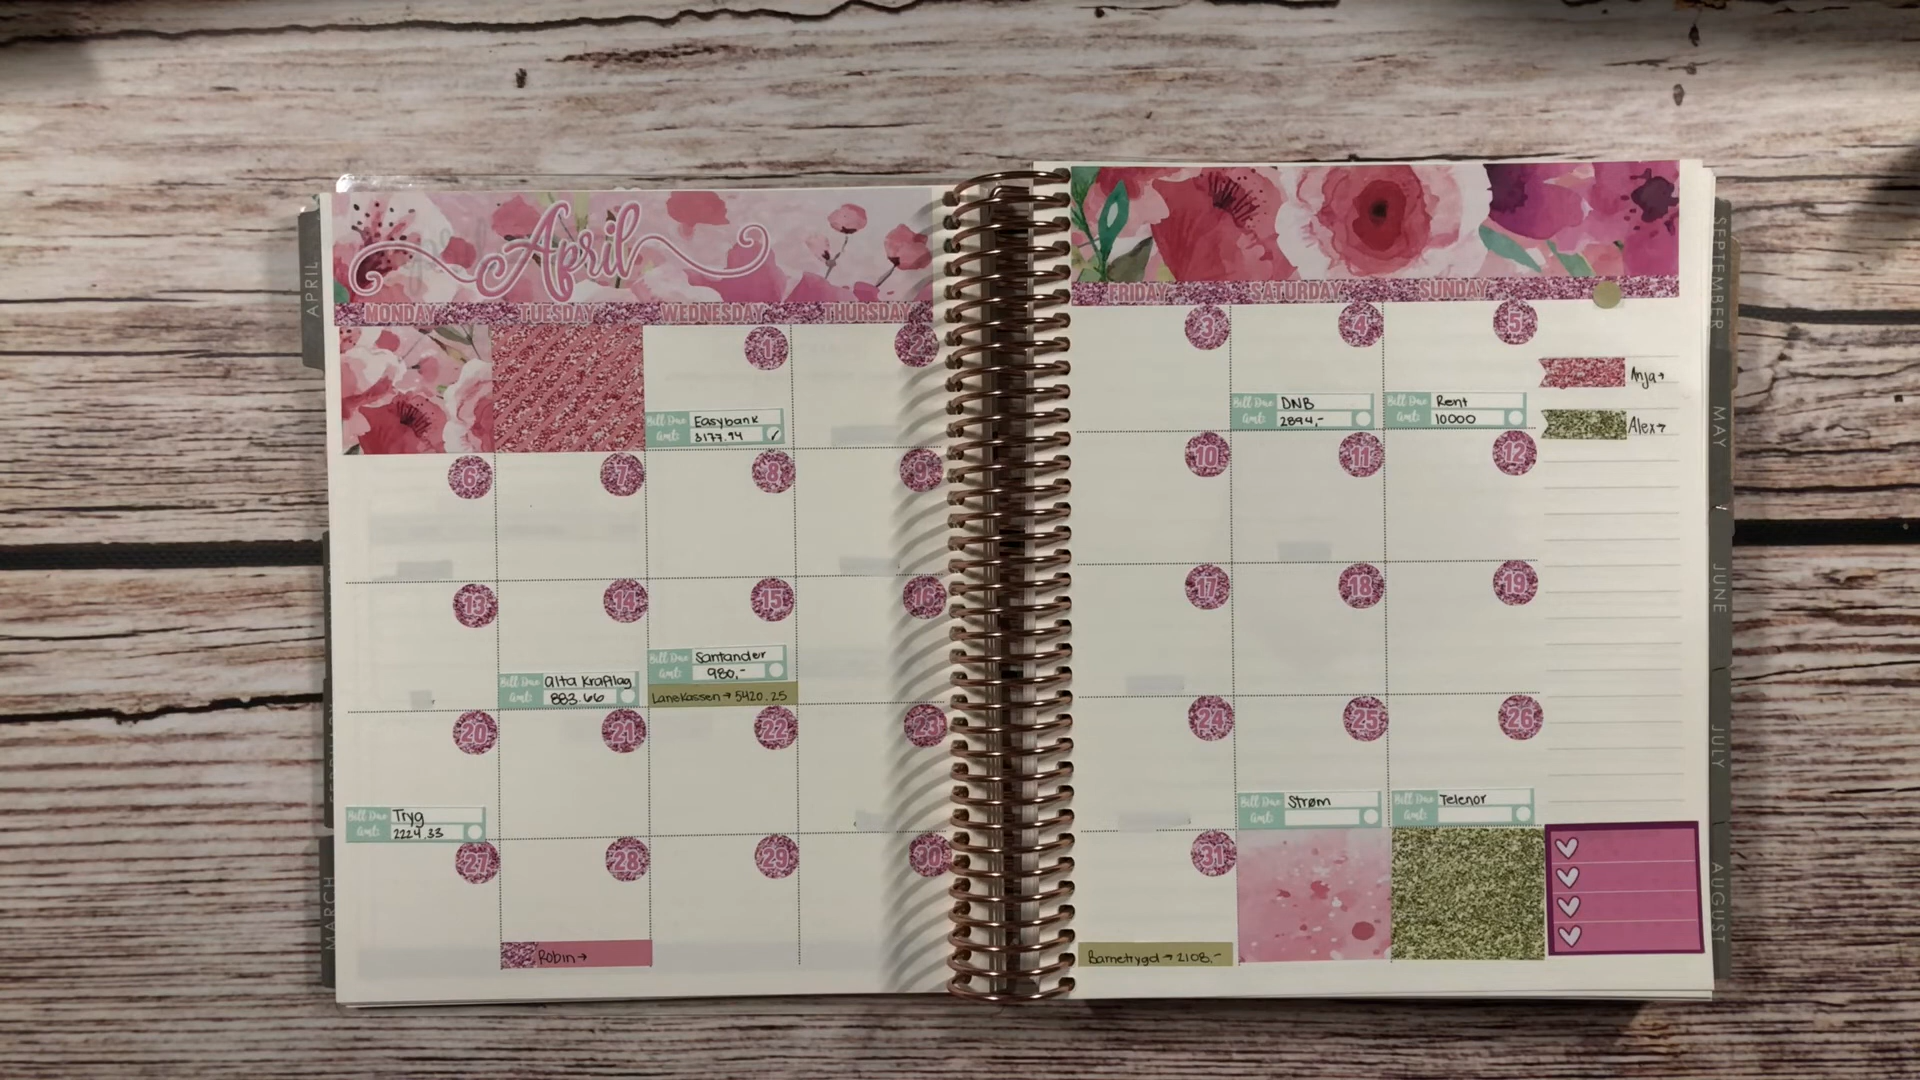 April
MONDAY TUESDAY WEDNESDAY THURSDAY
FRIDAY SATURDAY SUNDAY
1 2 3 4 5
Bill Due Easybank
Amt: 3177.94
Bill Due DNB
Amt: 2894,-
Bill Due Rent
Amt: 10000
Anja→
Alex→
6 7 8 9 10 11 12
13 14 15 16 17 18 19
Bill Due alta Kraftlag
Amt: 883.66
Bill Due Santander
Amt: 980,-
Lanekassen → 5420.25
20 21 22 23 24 25 26
Bill Due Tryg
Amt: 2224.33
Bill Due Strøm
Amt:
Bill Due Telenor
Amt:
27 28 29 30 31
Robin→
Barnetrygd → 2108,-
APRIL
MARCH
SEPTEMBER
MAY
JUNE
JULY
AUGUST